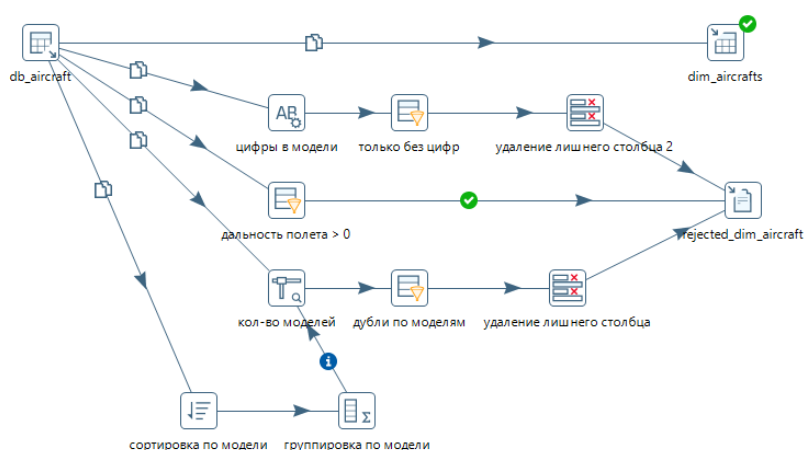 db_aircraft
dim_aircrafts
АБ
цифры в модели
только без цифр
удаление лишнего столбца 2
дальность полета > 0
rejected_dim_aircraft
кол-во моделей
дубли по моделям
удаление лишнего столбца
i
Σ
сортировка по модели
группировка по модели